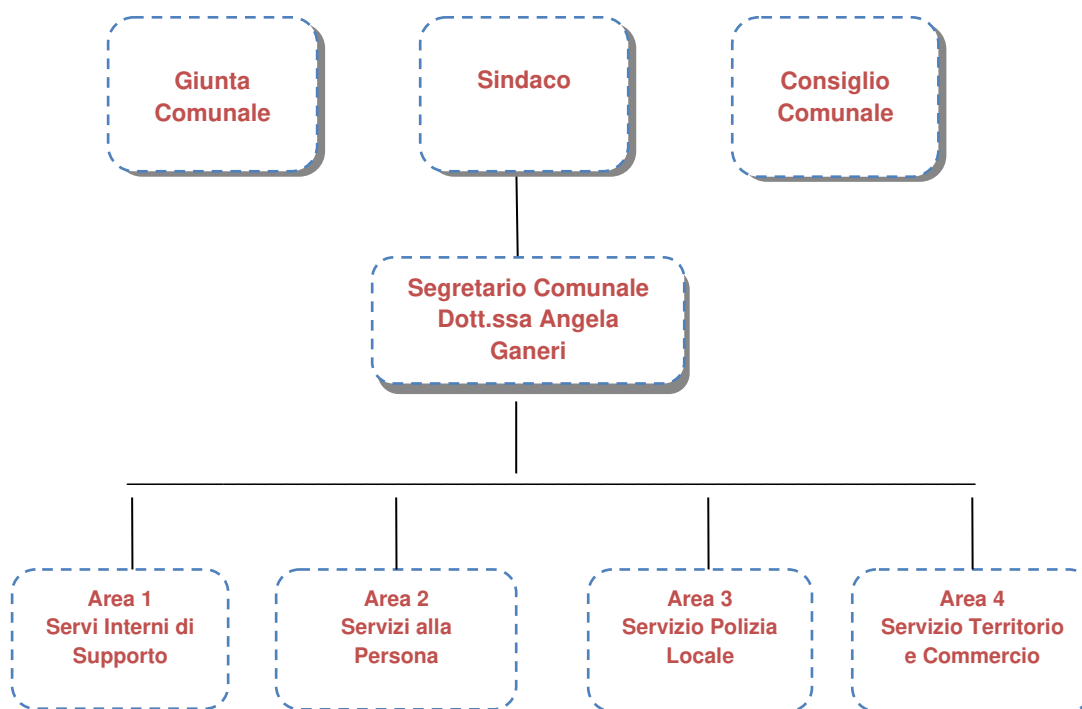 Giunta
Comunale
Sindaco
Consiglio
Comunale
Segretario Comunale
Dott.ssa Angela
Ganeri
Area 1
Servi Interni di
Supporto
Area 2
Servizi alla
Persona
Area 3
Servizio Polizia
Locale
Area 4
Servizio Territorio
e Commercio